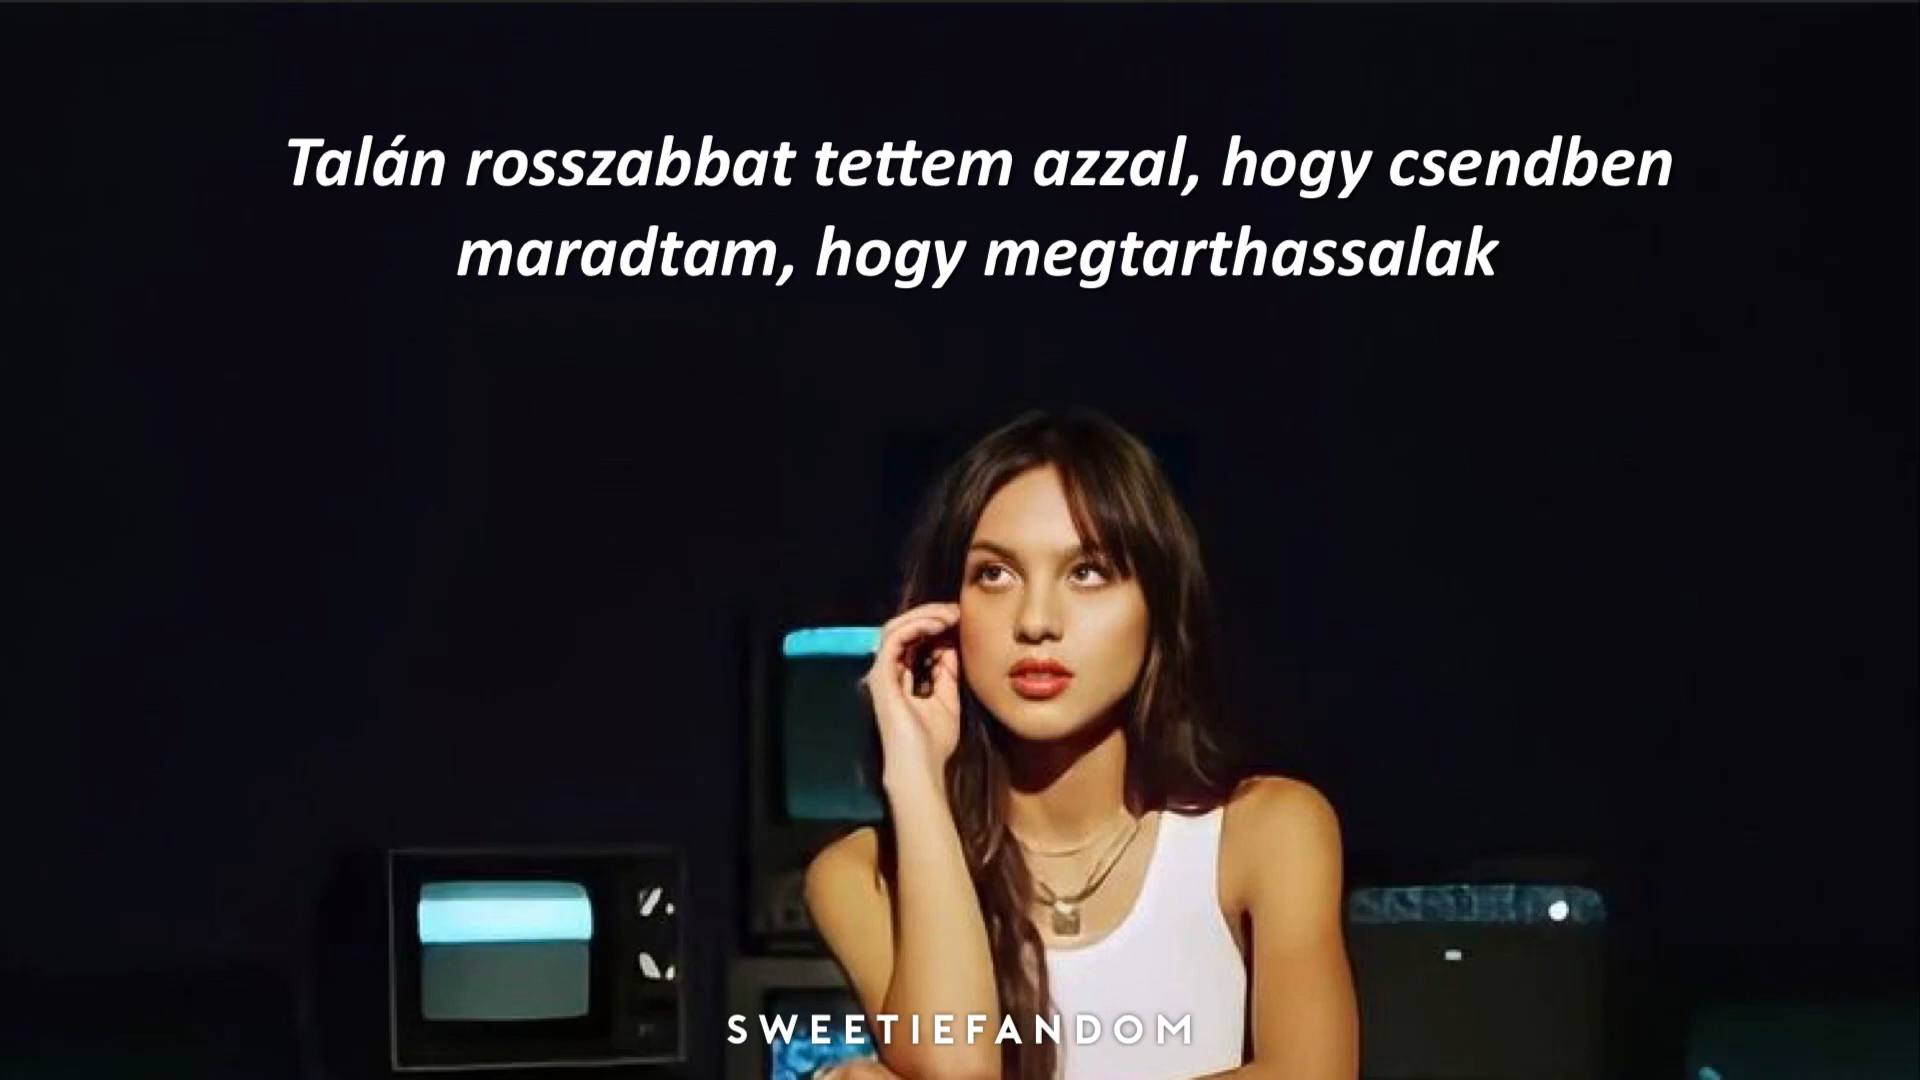 Talán rosszabbat tettem azzal, hogy csendben
maradtam, hogy megtarthassalak
SWEETIEFANDOM